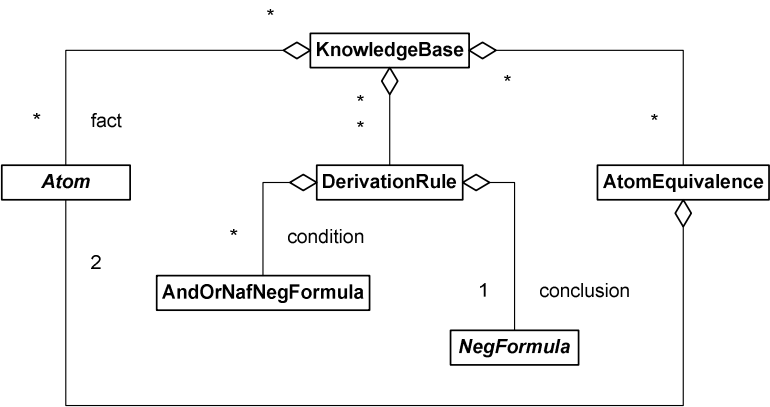 *
KnowledgeBase
*
*
*
fact
*
*
Atom
DerivationRule
AtomEquivalence
*
condition
2
AndOrNafNegFormula
1
conclusion
NegFormula